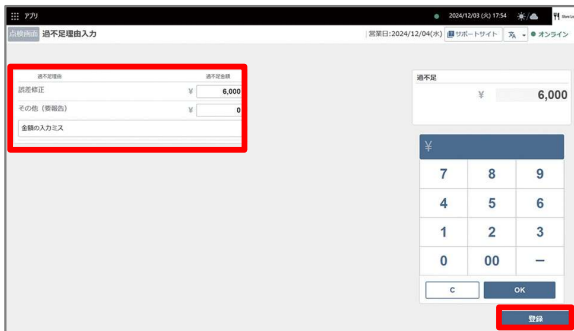 アプリ
2024/12/03 (火) 17:54
点検画面 過不足理由入力
営業日:2024/12/04(水) サポートサイト オンライン
過不足理由 過不足金額
誤差修正 ¥ 6,000
その他（要報告） ¥ 0
金額の入力ミス
過不足
¥ 6,000
¥
7 8 9
4 5 6
1 2 3
0 00 −
C OK
登録